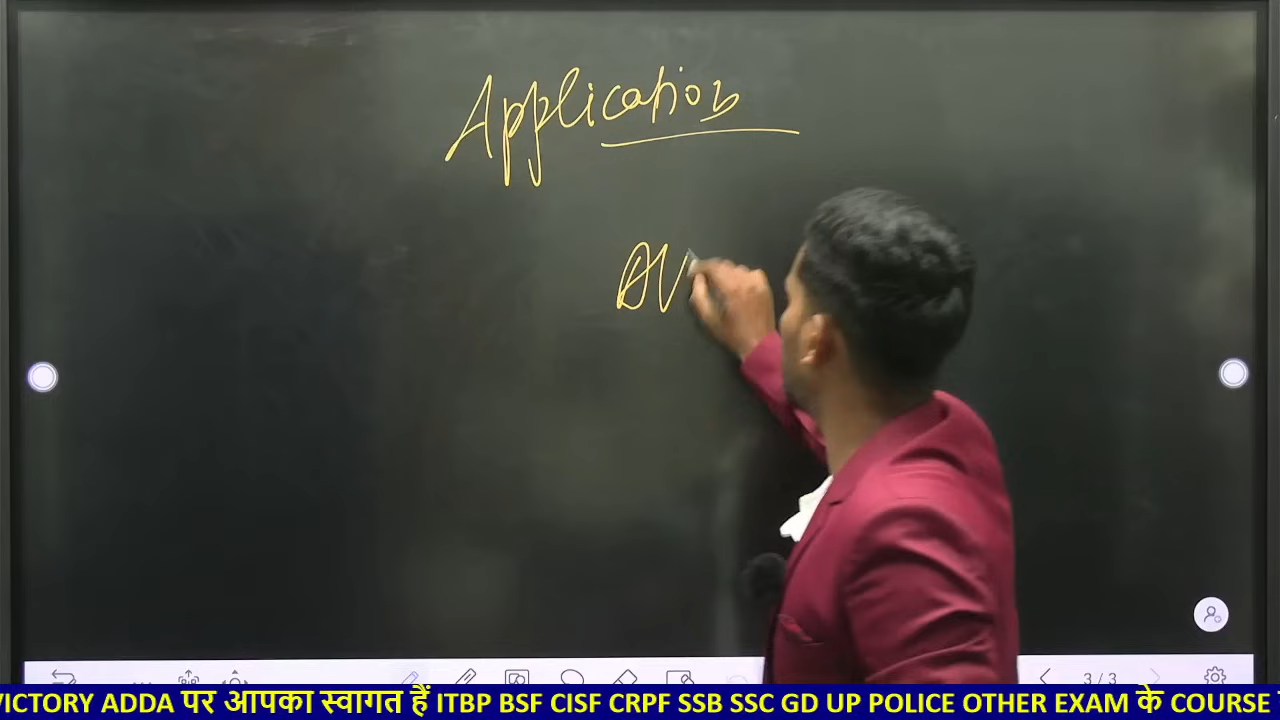 Application
3/3
VICTORY ADDA पर आपका स्वागत हैं ITBP BSF CISF CRPF SSB SSC GD UP POLICE OTHER EXAM के COURSE